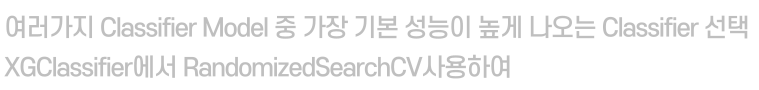 여러가지 Classifier Model 중 가장 기본 성능이 높게 나오는 Classifier 선택
XGClassifier에서 RandomizedSearchCV사용하여